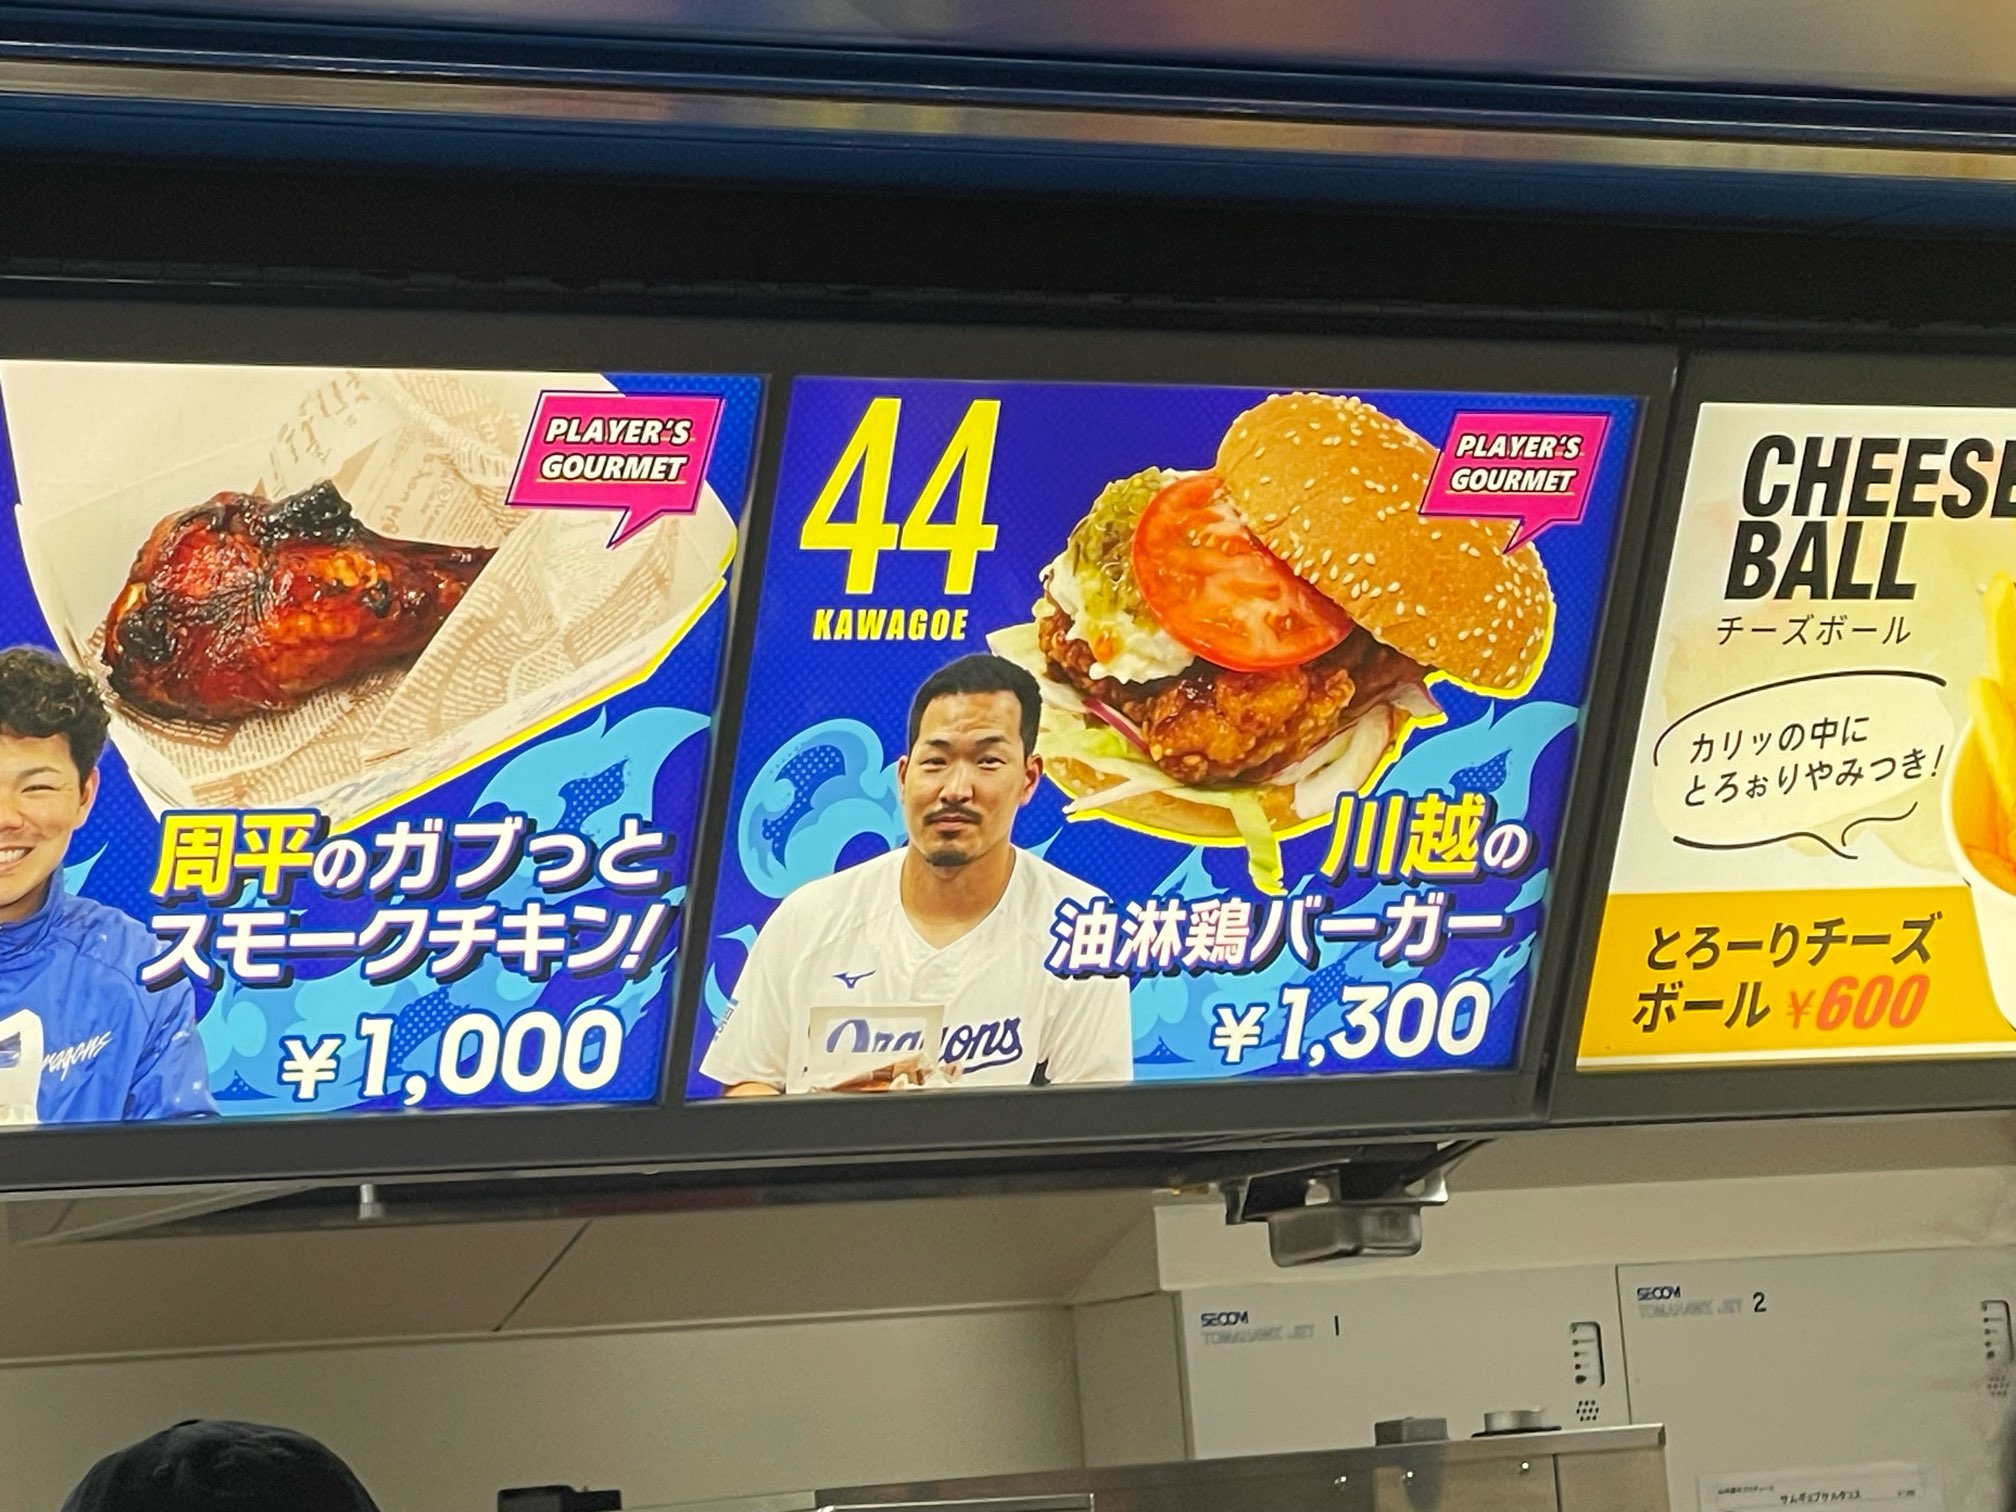 PLAYER'S
GOURMET
周平のガブっと
スモークチキン!
¥1,000
44
KAWAGOE
PLAYER'S
GOURMET
川越の
油淋鶏バーガー
¥1,300
Dragons
CHEESE
BALL
チーズボール
カリッの中に
とろぉりやみつき!
とろーりチーズ
ボール ¥600
SECOM
1
SECOM
2